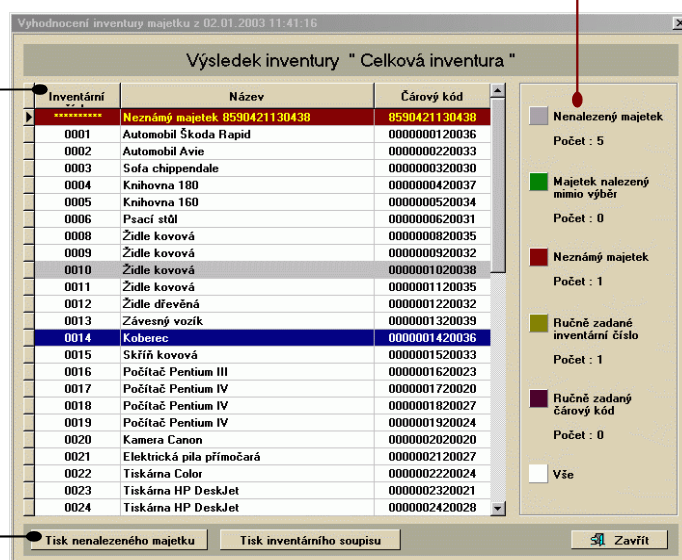 Vyhodnocení inventury majetku z 02.01.2003 11:41:16
Výsledek inventury " Celková inventura "
Inventární Název Čárový kód
********** Neznámý majetek 8590421130438 8590421130438
0001 Automobil Škoda Rapid 0000000120036
0002 Automobil Avie 0000000220033
0003 Sofa chippendale 0000000320030
0004 Knihovna 180 0000000420037
0005 Knihovna 160 0000000520034
0006 Psací stůl 0000000620031
0008 Židle kovová 0000000820035
0009 Židle kovová 0000000920032
0010 Židle kovová 0000001020038
0011 Židle kovová 0000001120035
0012 Židle dřevěná 0000001220032
0013 Závesný vozík 0000001320039
0014 Koberec 0000001420036
0015 Skříň kovová 0000001520033
0016 Počítač Pentium III 0000001620023
0017 Počítač Pentium IV 0000001720020
0018 Počítač Pentium IV 0000001820027
0019 Počítač Pentium IV 0000001920024
0020 Kamera Canon 0000002020020
0021 Elektrická pila přímočará 0000002120027
0022 Tiskárna Color 0000002220024
0023 Tiskárna HP DeskJet 0000002320021
0024 Tiskárna HP DeskJet 0000002420028
Nenalezený majetek
Počet : 5
Majetek nalezený
mimio výběr
Počet : 0
Neznámý majetek
Počet : 1
Ručně zadané
inventární číslo
Počet : 1
Ručně zadaný
čárový kód
Počet : 0
Vše
Tisk nenalezeného majetku Tisk inventárního soupisu Zavřít